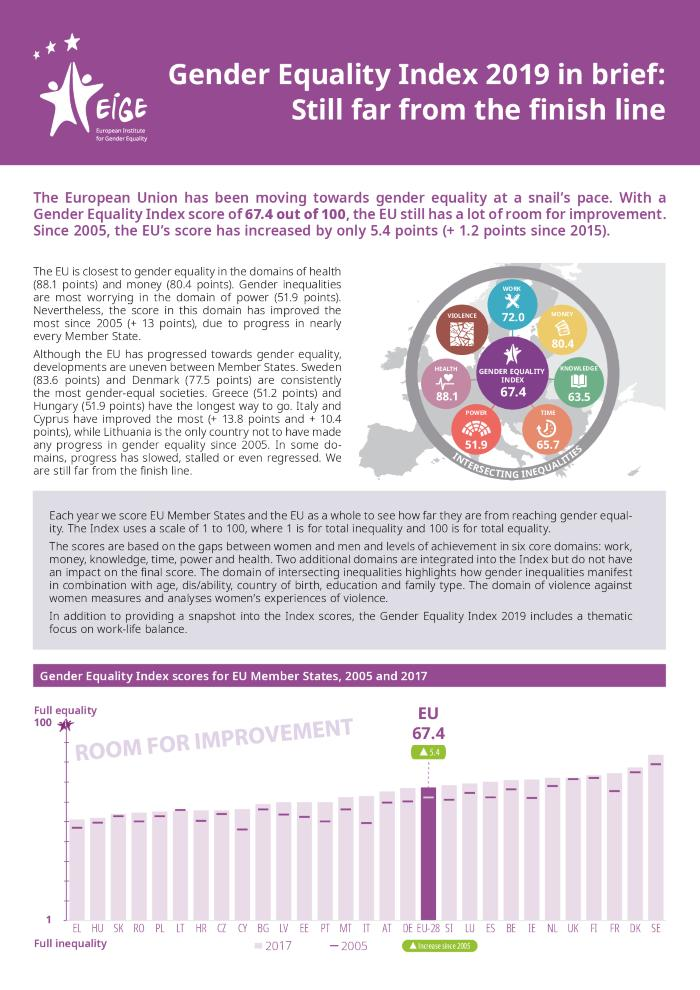 EIGE
European Institute
for Gender Equality
Gender Equality Index 2019 in brief:
Still far from the finish line
The European Union has been moving towards gender equality at a snail's pace. With a
Gender Equality Index score of 67.4 out of 100, the EU still has a lot of room for improvement.
Since 2005, the EU's score has increased by only 5.4 points (+ 1.2 points since 2015).
The EU is closest to gender equality in the domains of health
(88.1 points) and money (80.4 points). Gender inequalities
are most worrying in the domain of power (51.9 points).
Nevertheless, the score in this domain has improved the
most since 2005 (+ 13 points), due to progress in nearly
every Member State.
Although the EU has progressed towards gender equality,
developments are uneven between Member States. Sweden
(83.6 points) and Denmark (77.5 points) are consistently
the most gender-equal societies. Greece (51.2 points) and
Hungary (51.9 points) have the longest way to go. Italy and
Cyprus have improved the most (+ 13.8 points and + 10.4
points), while Lithuania is the only country not to have made
any progress in gender equality since 2005. In some do-
mains, progress has slowed, stalled or even regressed. We
are still far from the finish line.
WORK
72.0
VIOLENCE
MONEY
80.4
GENDER EQUALITY
INDEX
67.4
HEALTH
88.1
KNOWLEDGE
63.5
POWER
51.9
TIME
65.7
INTERSECTING INEQUALITIES
Each year we score EU Member States and the EU as a whole to see how far they are from reaching gender equal-
ity. The Index uses a scale of 1 to 100, where 1 is for total inequality and 100 is for total equality.
The scores are based on the gaps between women and men and levels of achievement in six core domains: work,
money, knowledge, time, power and health. Two additional domains are integrated into the Index but do not have
an impact on the final score. The domain of intersecting inequalities highlights how gender inequalities manifest
in combination with age, dis/ability, country of birth, education and family type. The domain of violence against
women measures and analyses women's experiences of violence.
In addition to providing a snapshot into the Index scores, the Gender Equality Index 2019 includes a thematic
focus on work-life balance.
Gender Equality Index scores for EU Member States, 2005 and 2017
Full equality
100
ROOM FOR IMPROVEMENT
EU
67.4
▲ 5.4
1
EL HU SK RO PL LT HR CZ CY BG LV EE PT MT IT AT DE EU-28 SI LU ES BE IE NL UK FI FR DK SE
Full inequality
2017
2005
▲ Increase since 2005